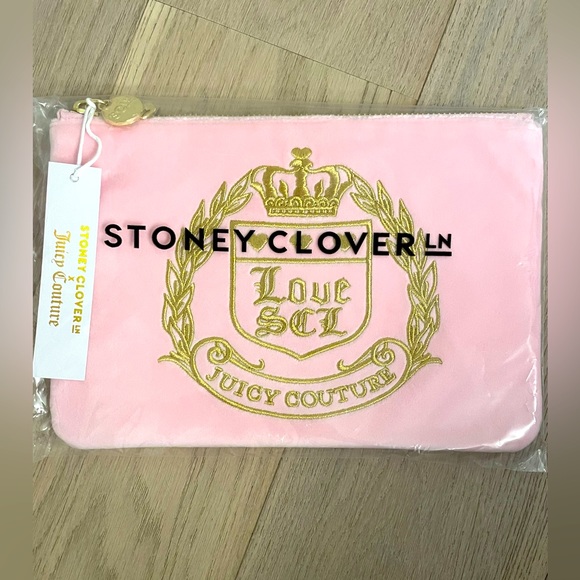 STONEY CLOVER LN
Love
SCL
JUICY COUTURE
STONEY CLOVER LN
X
Juicy Couture